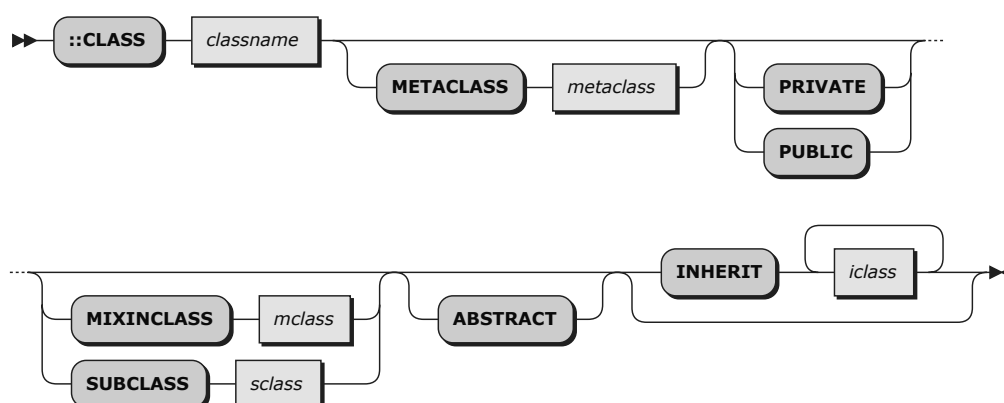 ::CLASS classname
METACLASS metaclass PRIVATE
PUBLIC
INHERIT iclass
MIXINCLASS mclass ABSTRACT
SUBCLASS sclass